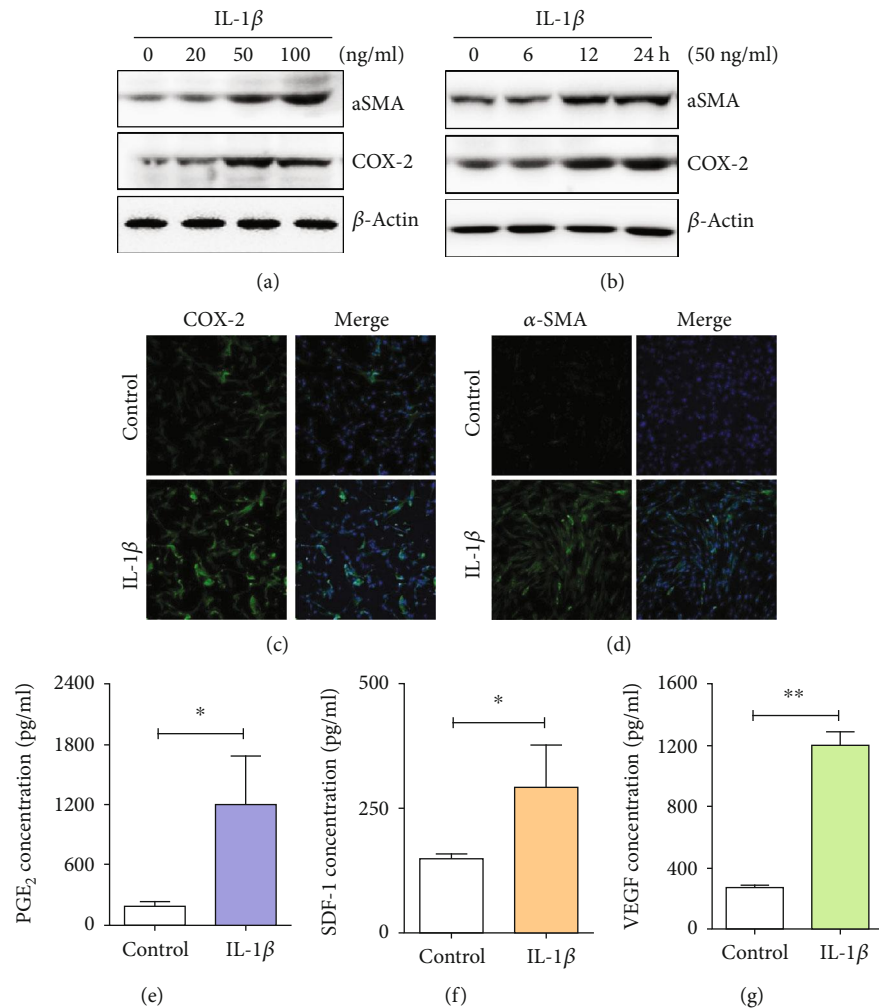 IL-1β IL-1β
0 20 50 100 (ng/ml) 0 6 12 24 h (50 ng/ml)
aSMA aSMA
COX-2 COX-2
β-Actin β-Actin
(a) (b)
COX-2 Merge α-SMA Merge
Control Control
IL-1β IL-1β
(c) (d)
PGE2 concentration (pg/ml)
2400
1800
1200
600
0
*
Control IL-1β
(e)
SDF-1 concentration (pg/ml)
500
250
0
*
Control IL-1β
(f)
VEGF concentration (pg/ml)
1600
1200
800
400
0
**
Control IL-1β
(g)